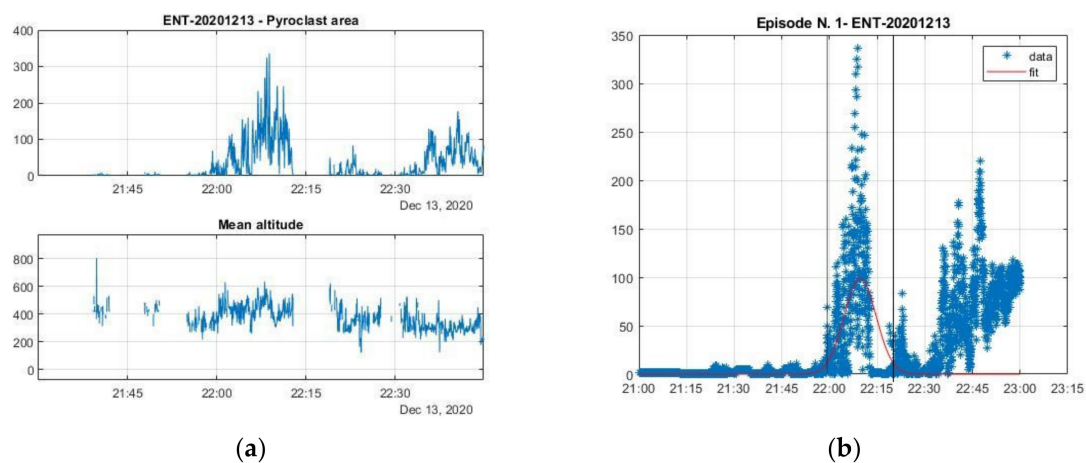 ENT-20201213 - Pyroclast area
400
300
200
100
0
21:45 22:00 22:15 22:30
Dec 13, 2020
Mean altitude
800
600
400
200
0
21:45 22:00 22:15 22:30
Dec 13, 2020
(a)
Episode N. 1- ENT-20201213
350
300
250
200
150
100
50
0
21:00 21:15 21:30 21:45 22:00 22:15 22:30 22:45 23:00 23:15
data
fit
(b)